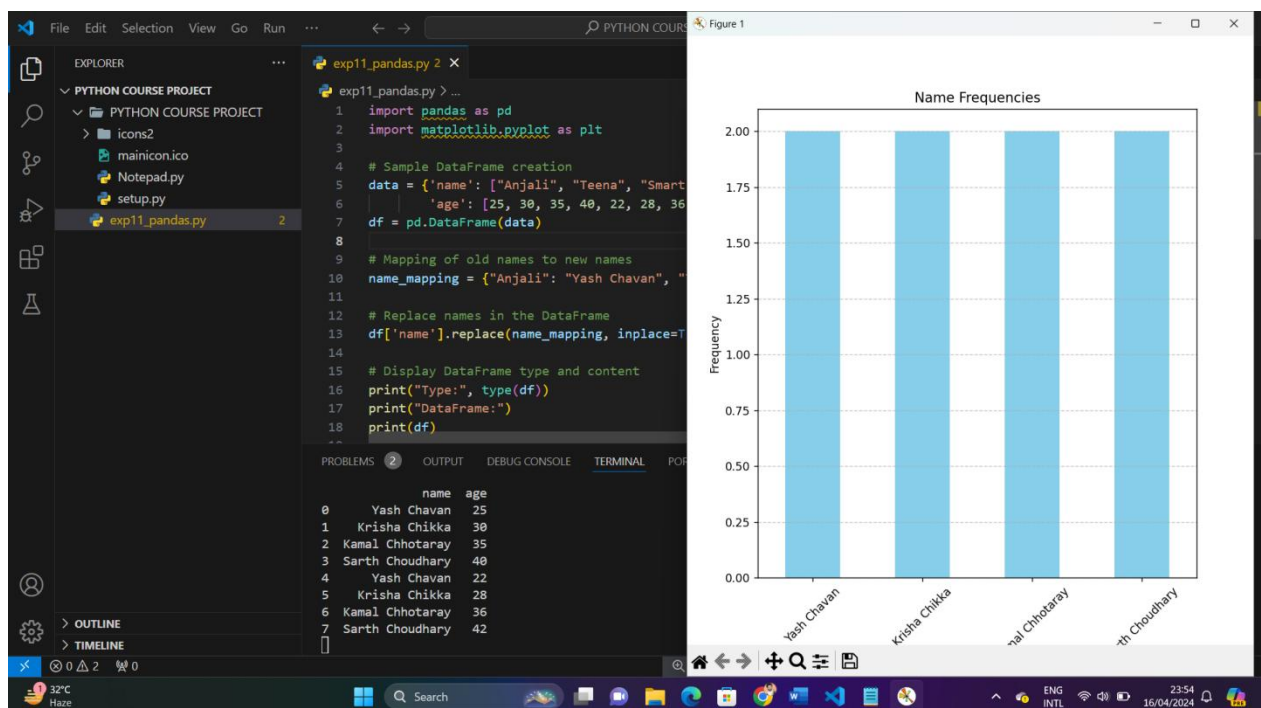 File Edit Selection View Go Run ... PYTHON COURS
EXPLORER ...
PYTHON COURSE PROJECT
PYTHON COURSE PROJECT
icons2
mainicon.ico
Notepad.py
setup.py
exp11_pandas.py 2
OUTLINE
TIMELINE
exp11_pandas.py 2
exp11_pandas.py > ...
1 import pandas as pd
2 import matplotlib.pyplot as plt
3
4 # Sample DataFrame creation
5 data = {'name': ["Anjali", "Teena", "Smart
6 'age': [25, 30, 35, 40, 22, 28, 36
7 df = pd.DataFrame(data)
8
9 # Mapping of old names to new names
10 name_mapping = {"Anjali": "Yash Chavan", "
11
12 # Replace names in the DataFrame
13 df['name'].replace(name_mapping, inplace=T
14
15 # Display DataFrame type and content
16 print("Type:", type(df))
17 print("DataFrame:")
18 print(df)
PROBLEMS 2 OUTPUT DEBUG CONSOLE TERMINAL POR
name age
0 Yash Chavan 25
1 Krisha Chikka 30
2 Kamal Chhotaray 35
3 Sarth Choudhary 40
4 Yash Chavan 22
5 Krisha Chikka 28
6 Kamal Chhotaray 36
7 Sarth Choudhary 42
Figure 1
Name Frequencies
Frequency
2.00
1.75
1.50
1.25
1.00
0.75
0.50
0.25
0.00
Yash Chavan
Krisha Chikka
mal Chhotaray
th Choudhary
0 2 0
1
32°C
Haze
Search
ENG
INTL
23:54
16/04/2024